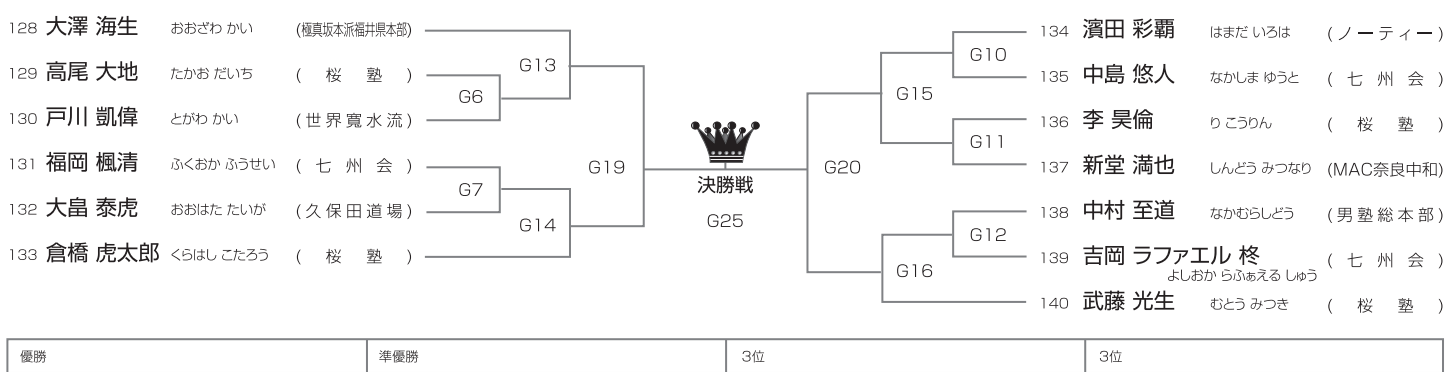 128 大澤 海生 おおざわ かい (極真坂本派福井県本部)
129 高尾 大地 たかお だいち (桜塾)
130 戸川 凱偉 とがわ かい (世界寬水流)
131 福岡 楓清 ふくおか ふうせい (七州会)
132 大畠 泰虎 おおはた たいが (久保田道場)
133 倉橋 虎太郎 くらはし こたろう (桜塾)
G13
G6
G7
G14
G19
決勝戦
G25
G20
G15
G16
G10
G11
G12
134 濱田 彩覇 はまだ いろは (ノーティー)
135 中島 悠人 なかしま ゆうと (七州会)
136 李 昊倫 り こうりん (桜塾)
137 新堂 満也 しんどう みつなり (MAC奈良中和)
138 中村 至道 なかむらしどう (男塾総本部)
139 吉岡 ラファエル 柊 (七州会)
よしおか らふぁえる しゅう
140 武藤 光生 むとう みつき (桜塾)
優勝 準優勝 3位 3位